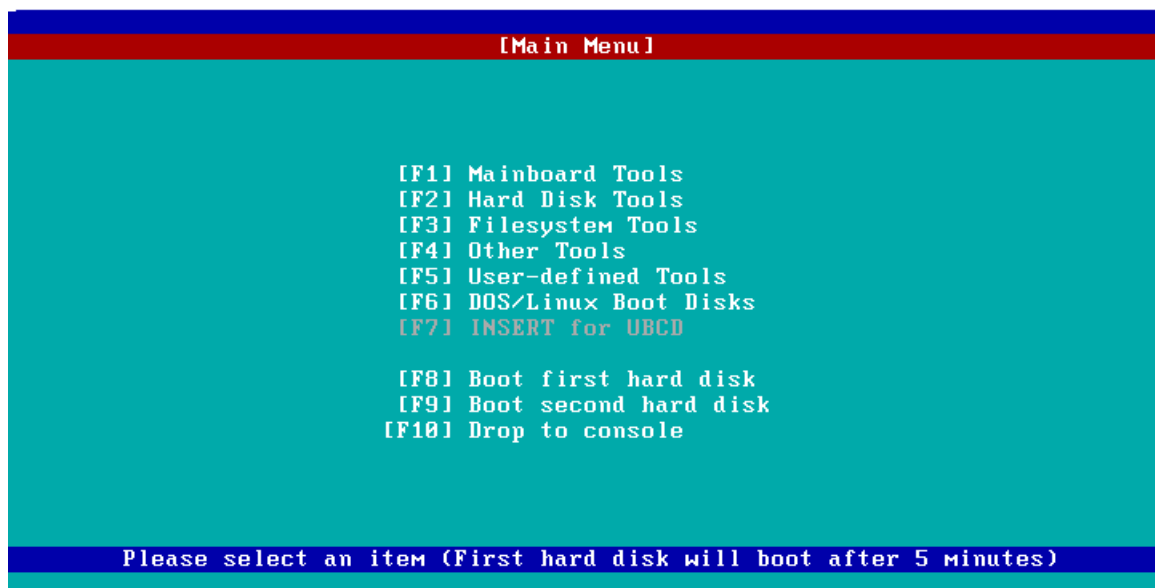 [Main Menu]
[F1] Mainboard Tools
[F2] Hard Disk Tools
[F3] Filesystem Tools
[F4] Other Tools
[F5] User-defined Tools
[F6] DOS/Linux Boot Disks
[F7] INSERT for UBCD
[F8] Boot first hard disk
[F9] Boot second hard disk
[F10] Drop to console
Please select an item (First hard disk will boot after 5 minutes)